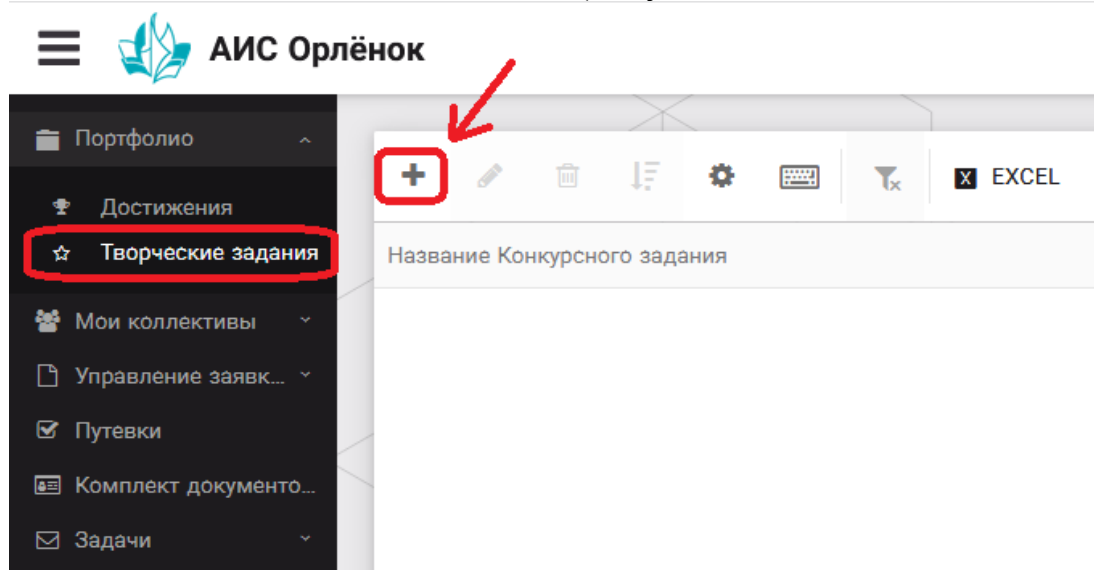 АИС Орлёнок
Портфолио
Достижения
Творческие задания
Мои коллективы
Управление заявк...
Путевки
Комплект документо...
Задачи
EXCEL
Название Конкурсного задания